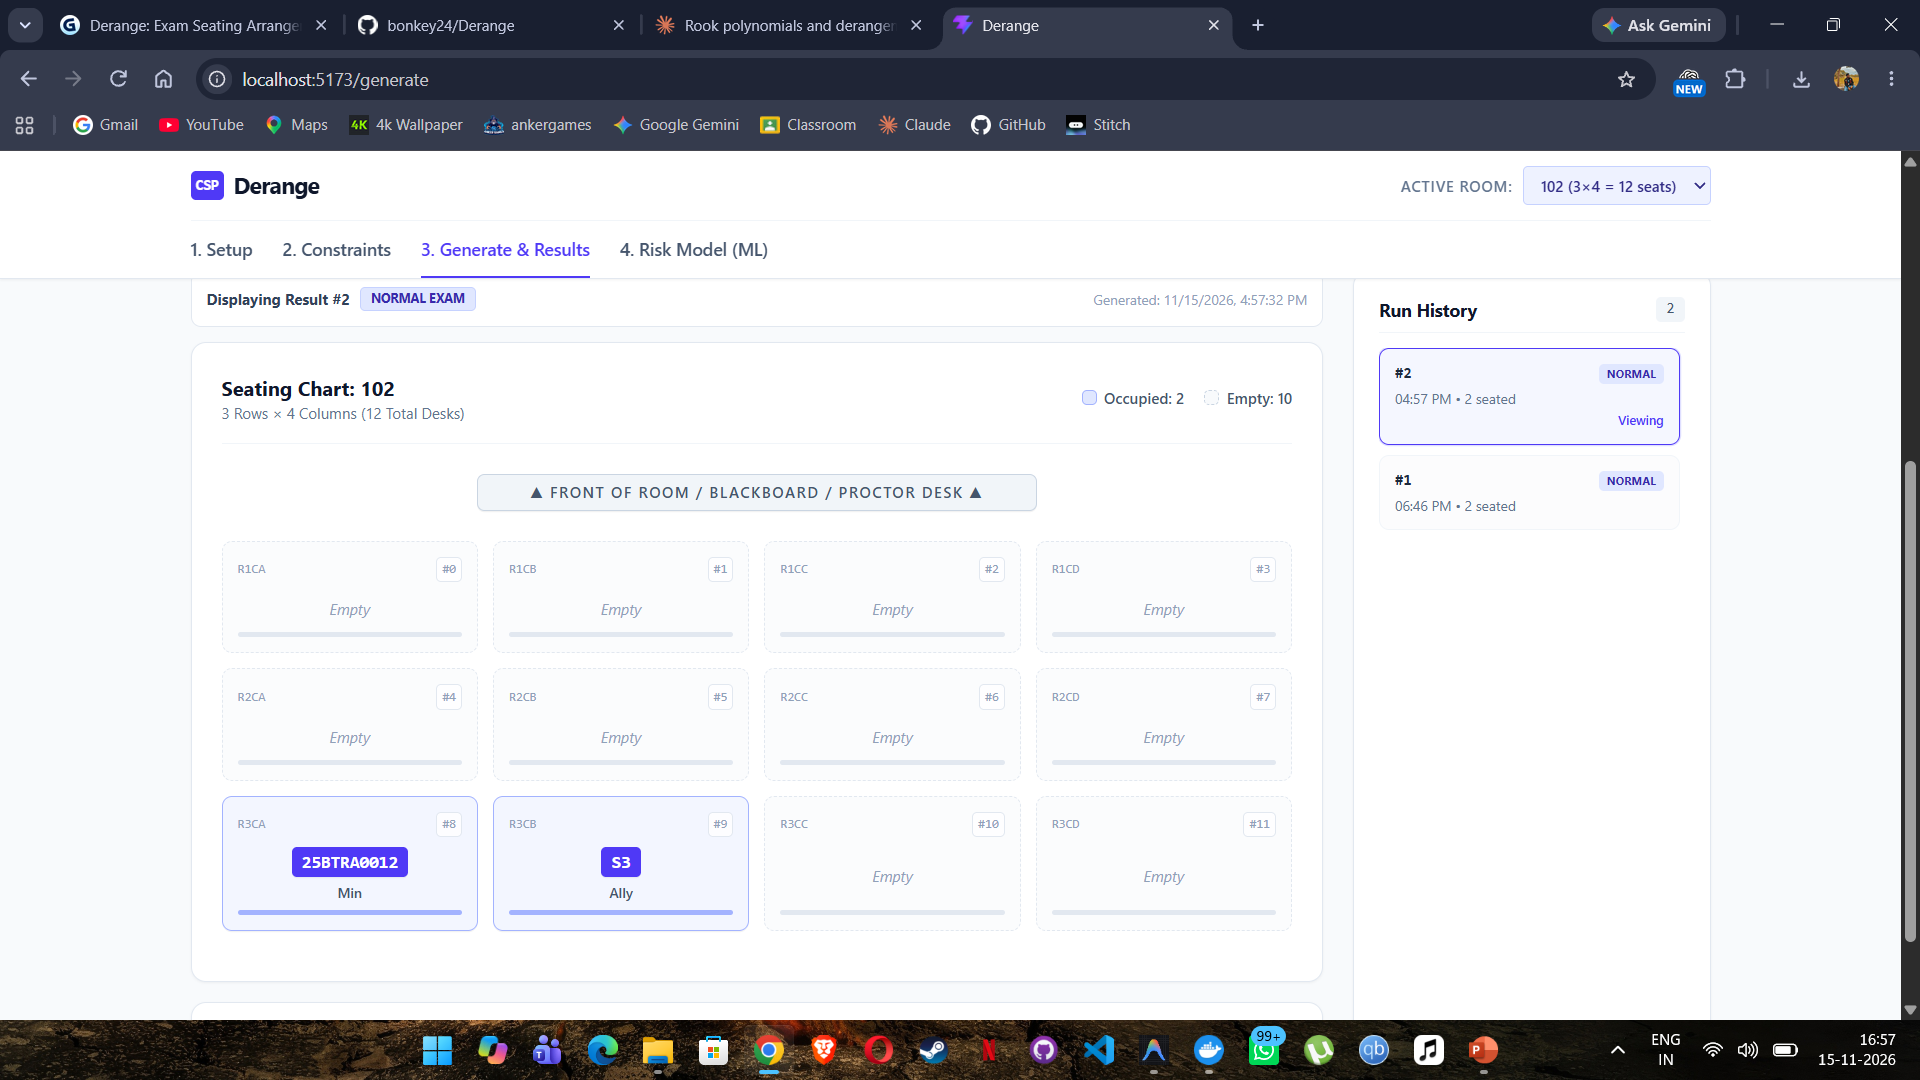 Derange: Exam Seating Arrange
bonkey24/Derange
Rook polynomials and deranger
Derange
Ask Gemini
localhost:5173/generate
NEW
Gmail
YouTube
Maps
4K
4k Wallpaper
ankergames
Google Gemini
Classroom
Claude
GitHub
Stitch
CSP
Derange
ACTIVE ROOM:
102 (3×4 = 12 seats)
1. Setup
2. Constraints
3. Generate & Results
4. Risk Model (ML)
Displaying Result #2
NORMAL EXAM
Generated: 11/15/2026, 4:57:32 PM
Seating Chart: 102
3 Rows × 4 Columns (12 Total Desks)
Occupied: 2
Empty: 10
▲ FRONT OF ROOM / BLACKBOARD / PROCTOR DESK ▲
R1CA #0
Empty
R1CB #1
Empty
R1CC #2
Empty
R1CD #3
Empty
R2CA #4
Empty
R2CB #5
Empty
R2CC #6
Empty
R2CD #7
Empty
R3CA #8
25BTRA0012
Min
R3CB #9
S3
Ally
R3CC #10
Empty
R3CD #11
Empty
Run History
2
#2
NORMAL
04:57 PM • 2 seated
Viewing
#1
NORMAL
06:46 PM • 2 seated
99+
qb
P
ENG
IN
16:57
15-11-2026